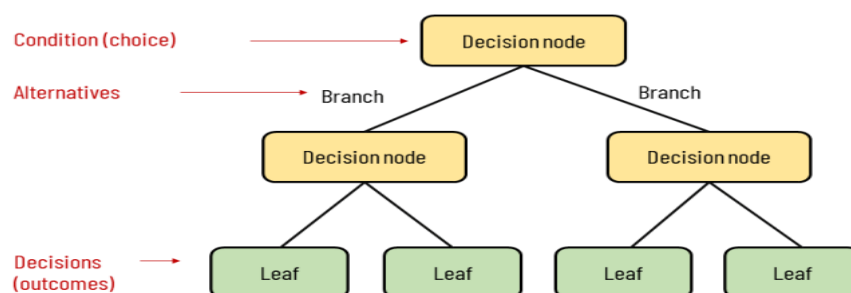 Condition (choice)
Decision node
Alternatives
Branch
Branch
Decision node
Decision node
Decisions
(outcomes)
Leaf
Leaf
Leaf
Leaf